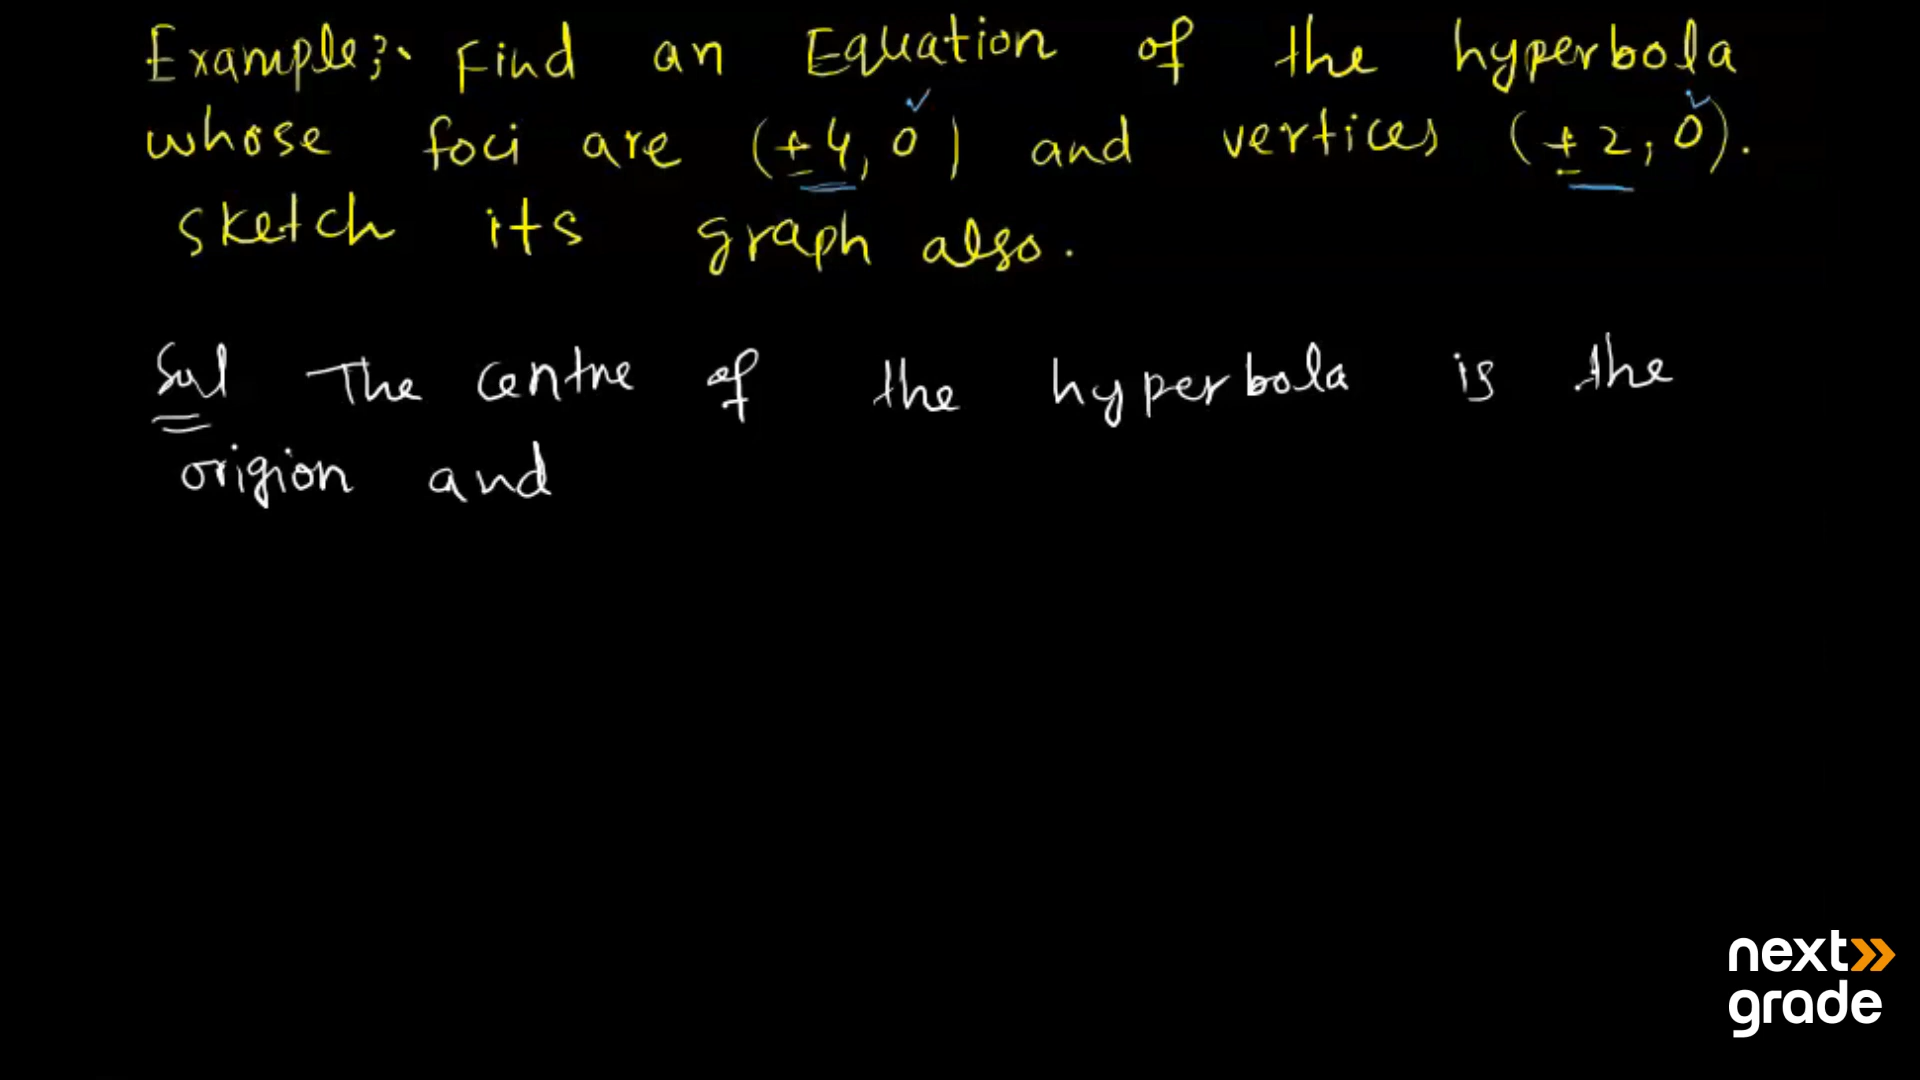 Example:- Find an Equation of the hyperbola
whose foci are (±4, 0) and vertices (±2, 0).
sketch its graph also.
Sol The centre of the hyperbola is the
origion and
next
grade